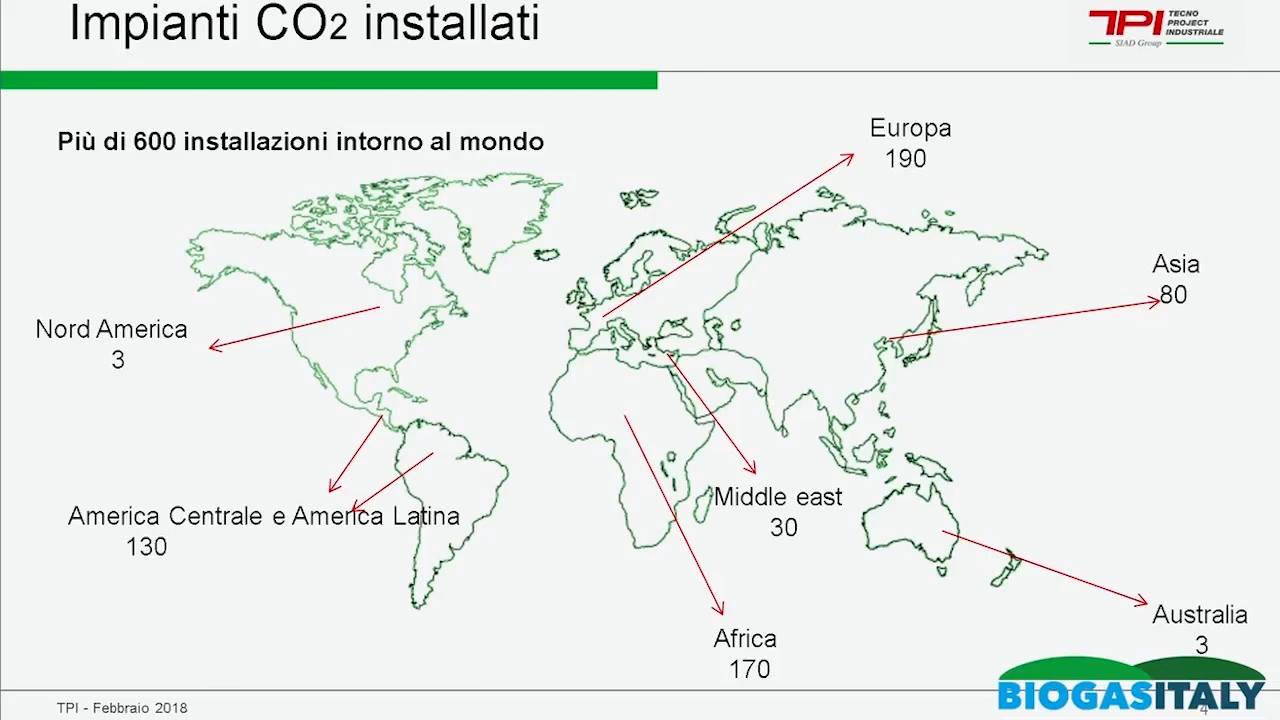 Impianti CO2 installati
TPI TECNO
PROJECT
INDUSTRIALE
SIAD Group
Più di 600 installazioni intorno al mondo
Europa
190
Asia
80
Nord America
3
America Centrale e America Latina
130
Middle east
30
Africa
170
Australia
3
TPI - Febbraio 2018
BIOGASITALY
4